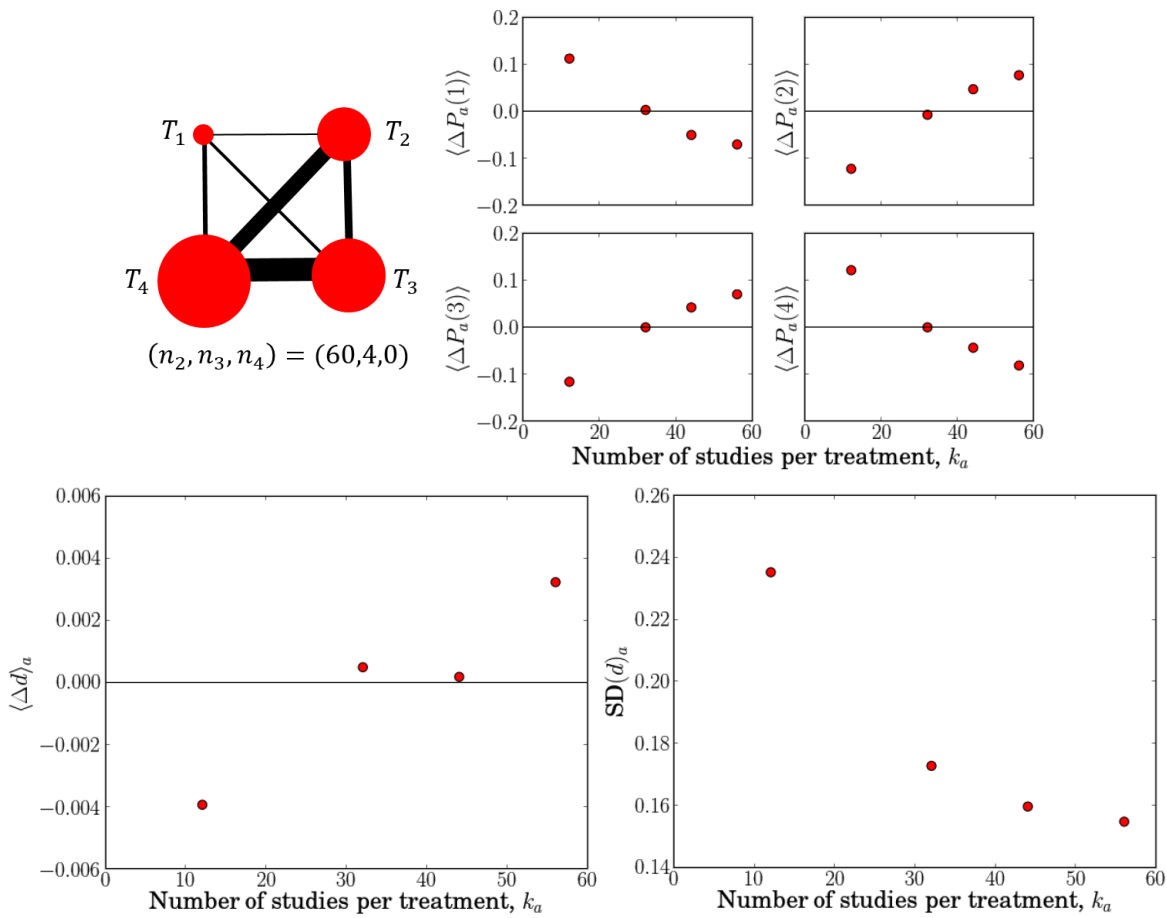 T₁
T₂
T₄
T₃
(n₂, n₃, n₄) = (60,4,0)
0.2
0.1
0.0
−0.1
−0.2
⟨ΔPₐ(1)⟩
⟨ΔPₐ(2)⟩
0.2
0.1
0.0
−0.1
−0.2
⟨ΔPₐ(3)⟩
⟨ΔPₐ(4)⟩
0 20 40 60
0 20 40 60
Number of studies per treatment, kₐ
0.006
0.004
0.002
0.000
−0.002
−0.004
−0.006
⟨Δd⟩ₐ
0 10 20 30 40 50 60
Number of studies per treatment, kₐ
0.26
0.24
0.22
0.20
0.18
0.16
0.14
SD(d)ₐ
0 10 20 30 40 50 60
Number of studies per treatment, kₐ